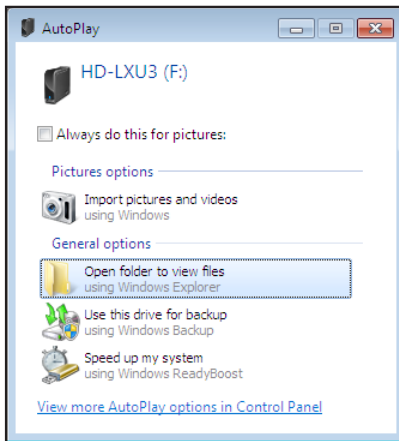 AutoPlay
HD-LXU3 (F:)
Always do this for pictures:
Pictures options
Import pictures and videos
using Windows
General options
Open folder to view files
using Windows Explorer
Use this drive for backup
using Windows Backup
Speed up my system
using Windows ReadyBoost
View more AutoPlay options in Control Panel